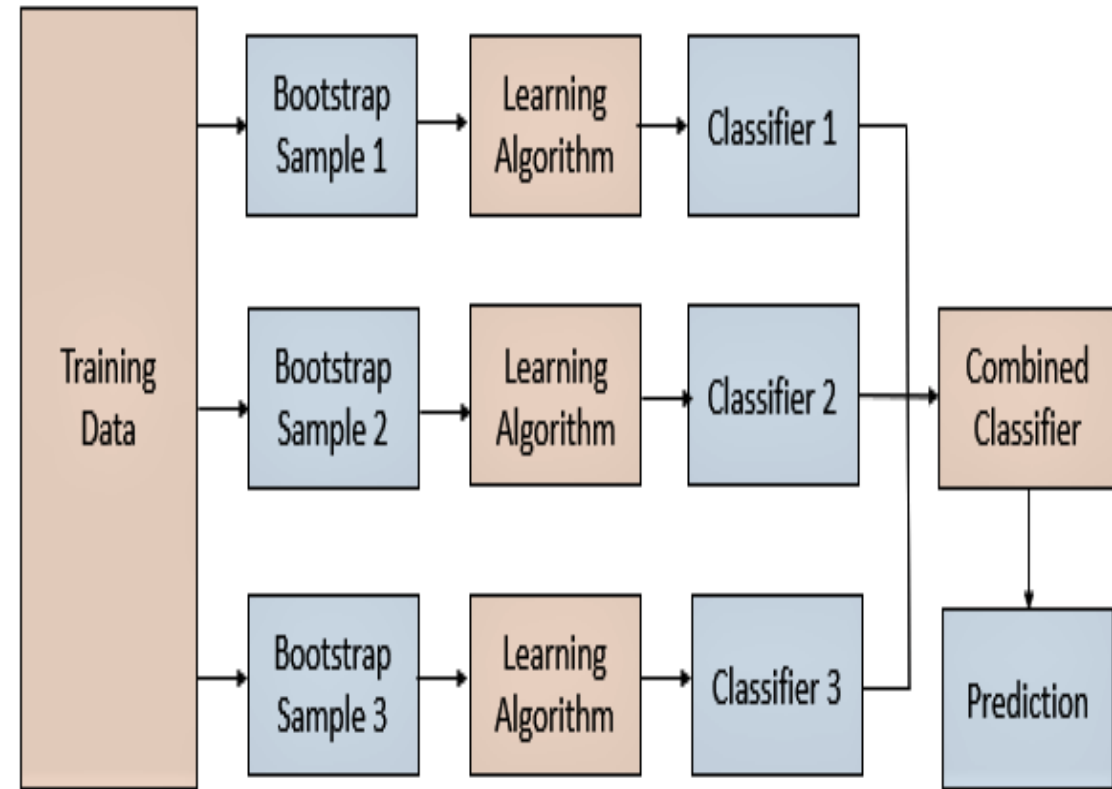 Training
Data
Bootstrap
Sample 1
Learning
Algorithm
Classifier 1
Bootstrap
Sample 2
Learning
Algorithm
Classifier 2
Bootstrap
Sample 3
Learning
Algorithm
Classifier 3
Combined
Classifier
Prediction